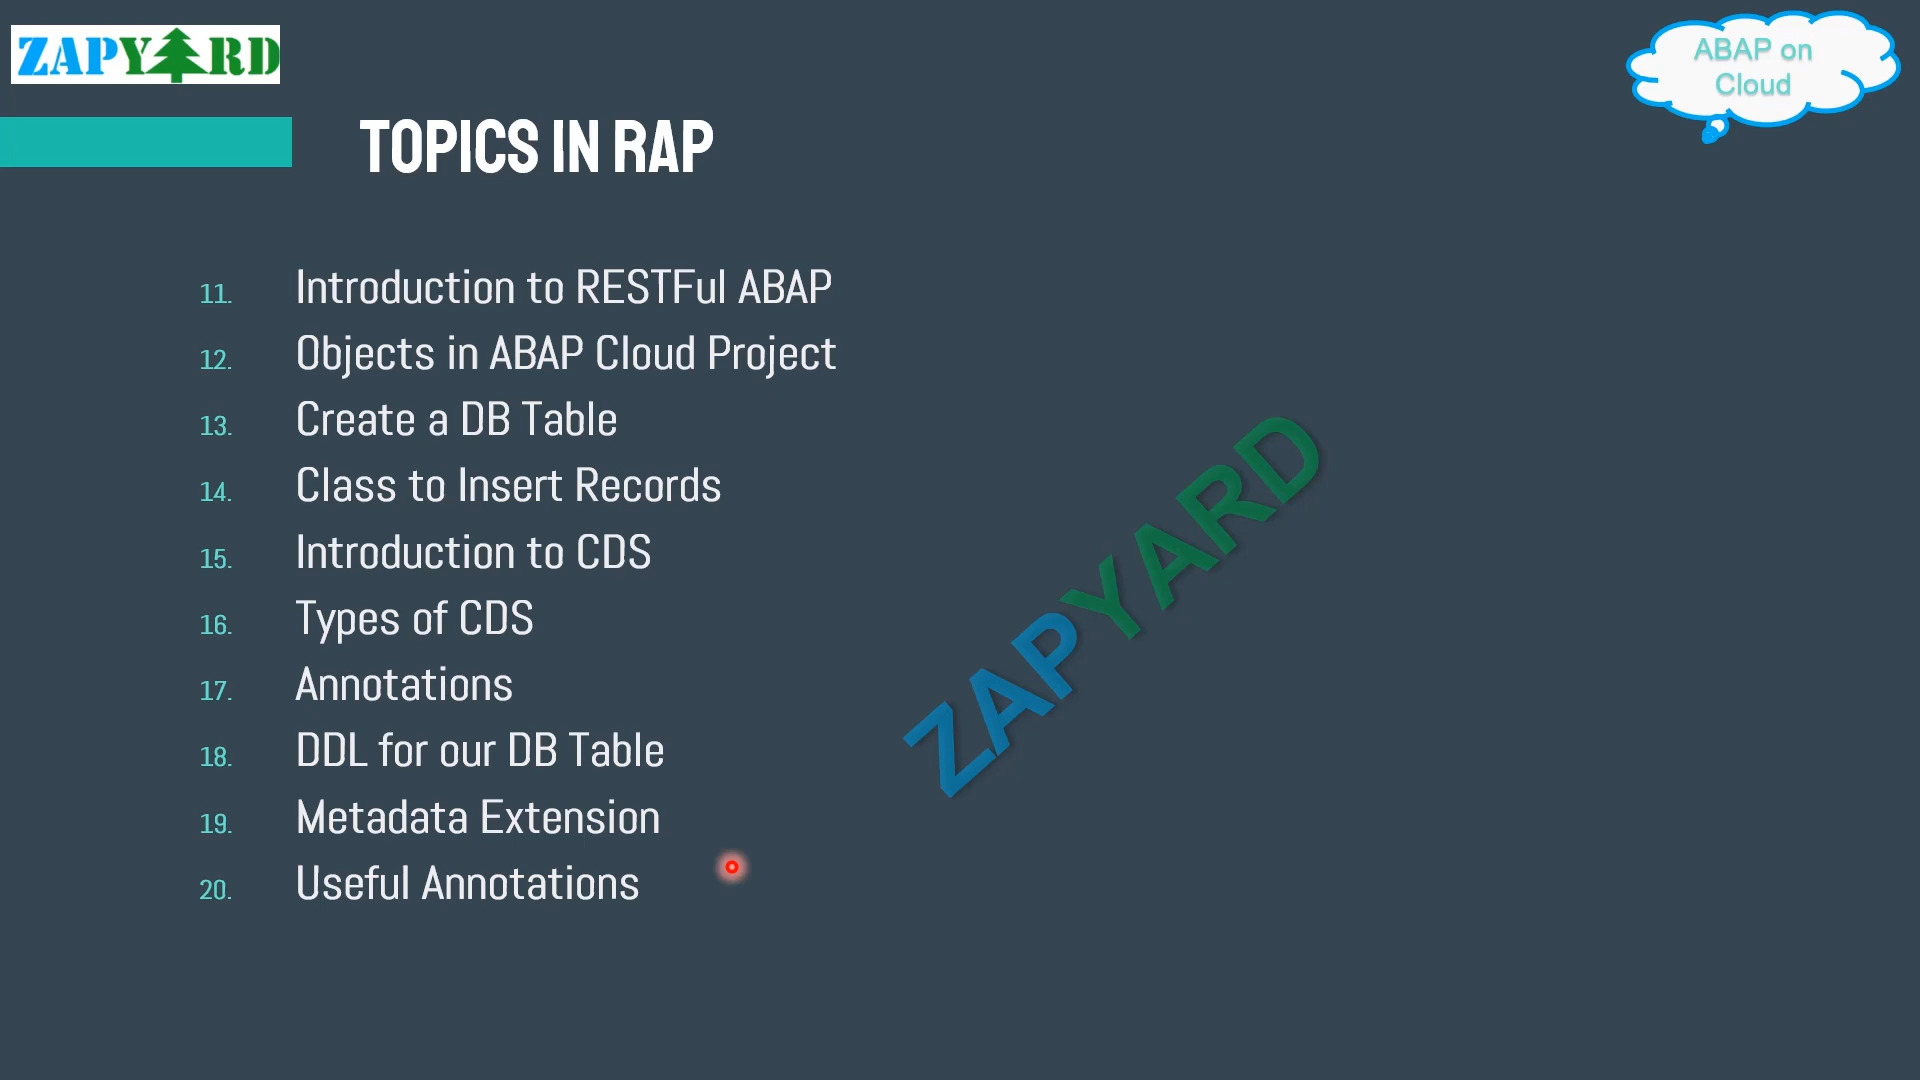 ZAPYARD
ABAP on
Cloud
TOPICS IN RAP
11. Introduction to RESTFul ABAP
12. Objects in ABAP Cloud Project
13. Create a DB Table
14. Class to Insert Records
15. Introduction to CDS
16. Types of CDS
17. Annotations
18. DDL for our DB Table
19. Metadata Extension
20. Useful Annotations
ZAPYARD